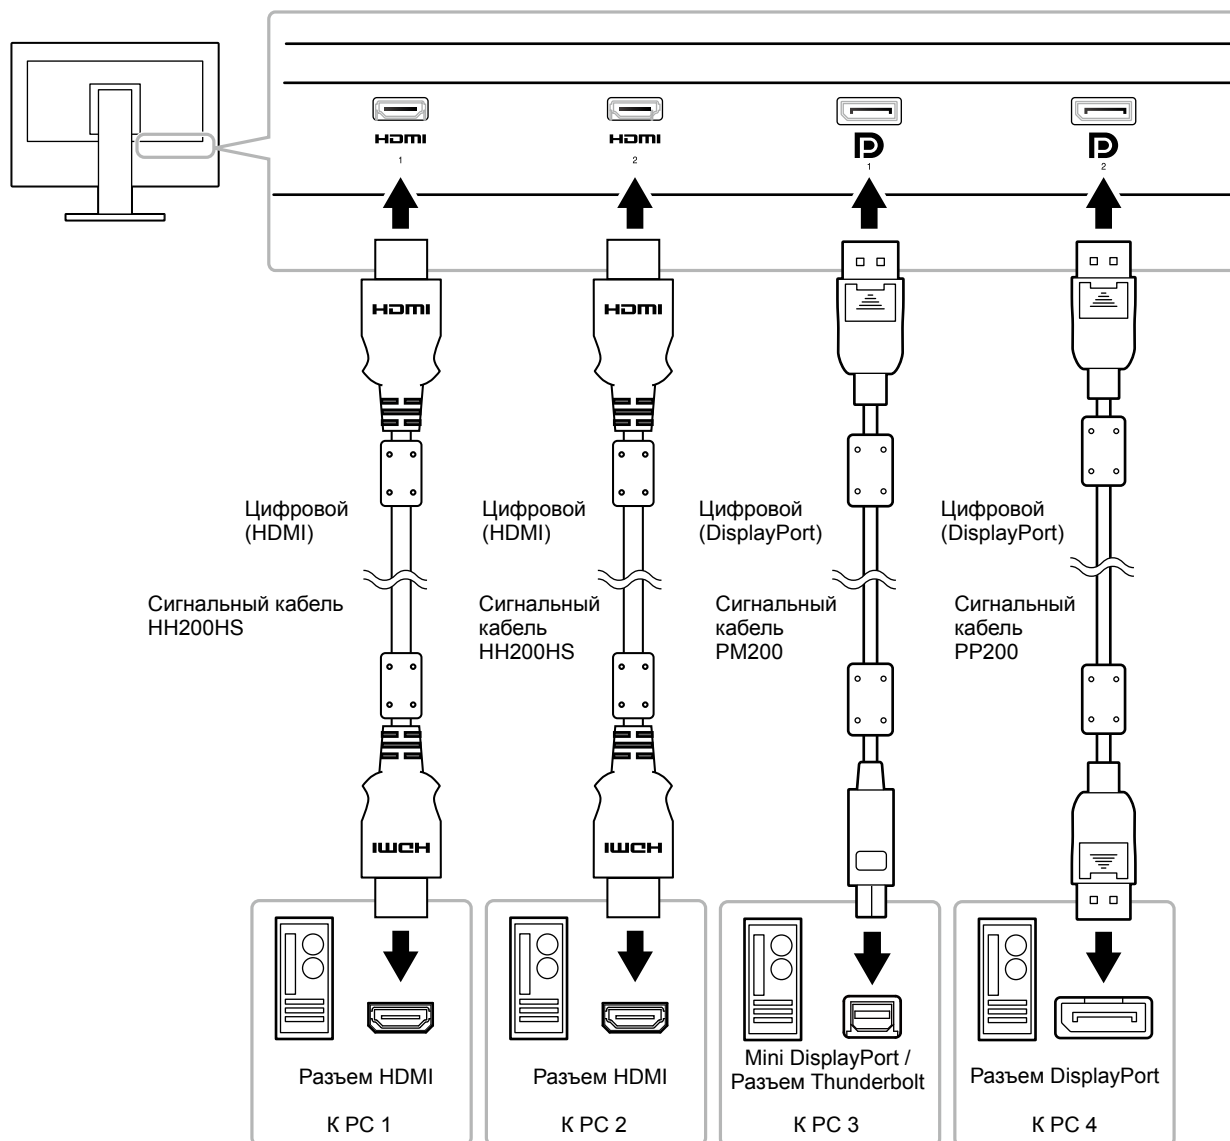 HDMI
1
HDMI
2
1
2
HDMI
HDMI
Цифровой
(HDMI)
Цифровой
(HDMI)
Цифровой
(DisplayPort)
Цифровой
(DisplayPort)
Сигнальный кабель
HH200HS
Сигнальный
кабель
HH200HS
Сигнальный
кабель
PM200
Сигнальный
кабель
PP200
HDMI
HDMI
Разъем HDMI
К PC 1
Разъем HDMI
К PC 2
Mini DisplayPort /
Разъем Thunderbolt
К PC 3
Разъем DisplayPort
К PC 4